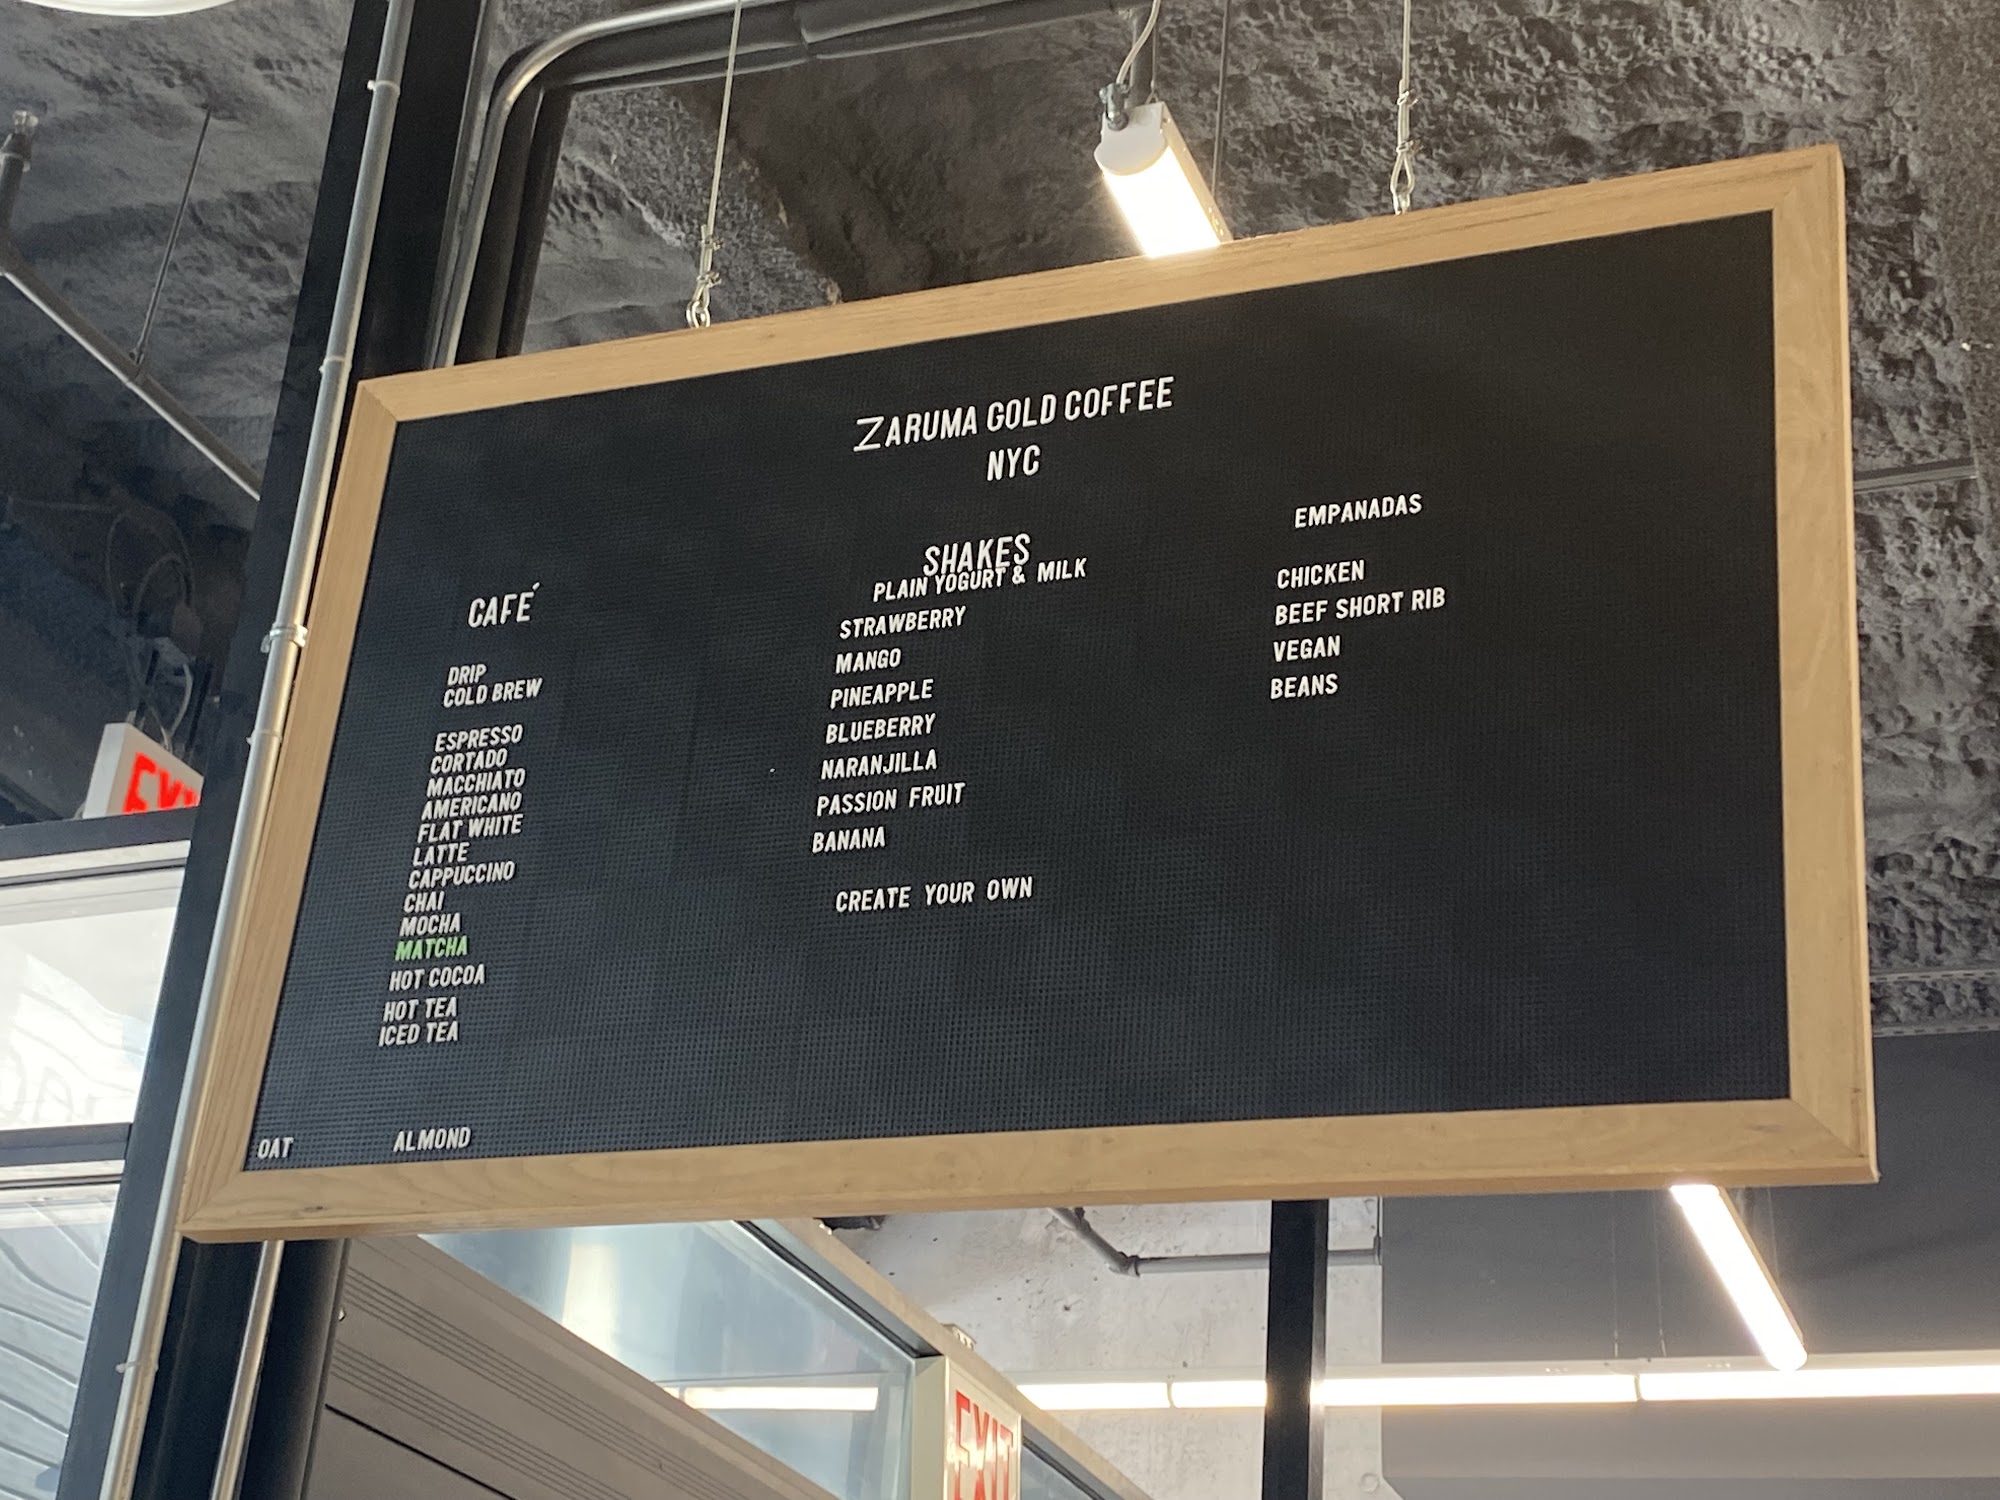 ZARUMA GOLD COFFEE
NYC
CAFÉ
DRIP
COLD BREW
ESPRESSO
CORTADO
MACCHIATO
AMERICANO
FLAT WHITE
LATTE
CAPPUCCINO
CHAI
MOCHA
MATCHA
HOT COCOA
HOT TEA
ICED TEA
OAT ALMOND
SHAKES
PLAIN YOGURT & MILK
STRAWBERRY
MANGO
PINEAPPLE
BLUEBERRY
NARANJILLA
PASSION FRUIT
BANANA
CREATE YOUR OWN
EMPANADAS
CHICKEN
BEEF SHORT RIB
VEGAN
BEANS
EXIT
EXIT